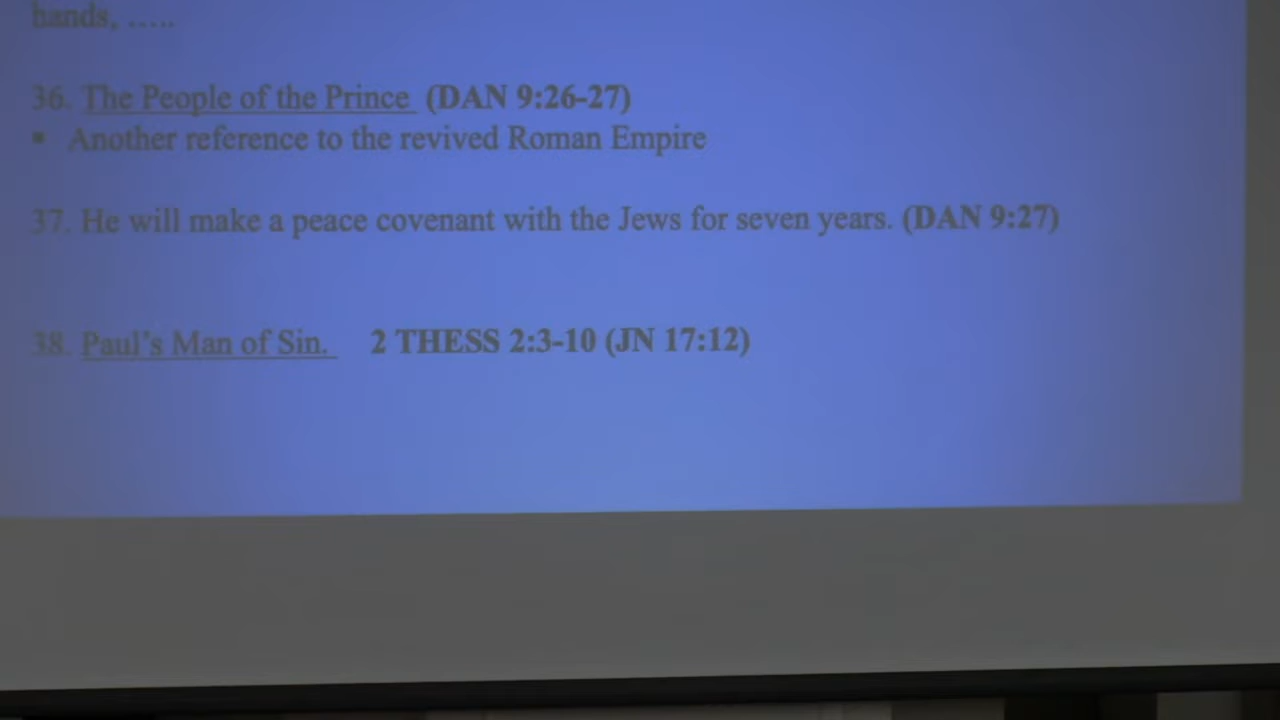 hands, .....
36. The People of the Prince (DAN 9:26-27)
▪ Another reference to the revived Roman Empire
37. He will make a peace covenant with the Jews for seven years. (DAN 9:27)
38. Paul's Man of Sin. 2 THESS 2:3-10 (JN 17:12)